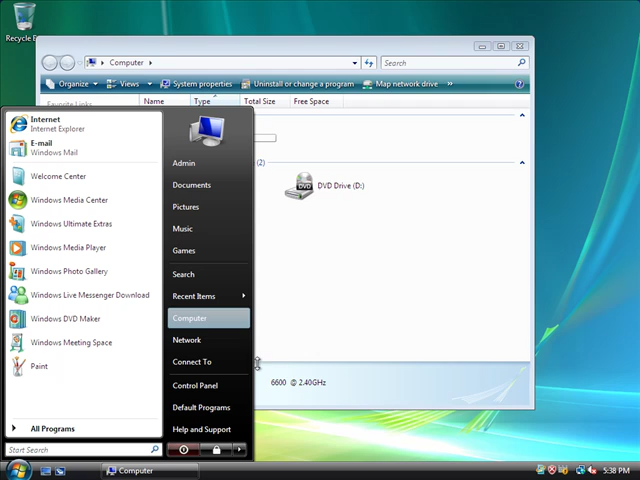 Recycle
Computer
Search
Organize
Views
System properties
Uninstall or change a program
Map network drive
»
?
Favorite Links
Name
Type
Total Size
Free Space
(2)
DVD
DVD Drive (D:)
6600 @ 2.40GHz
Internet
Internet Explorer
E-mail
Windows Mail
Welcome Center
Windows Media Center
Windows Ultimate Extras
Windows Media Player
Windows Photo Gallery
Windows Live Messenger Download
Windows DVD Maker
Windows Meeting Space
Paint
All Programs
Start Search
Admin
Documents
Pictures
Music
Games
Search
Recent Items
Computer
Network
Connect To
Control Panel
Default Programs
Help and Support
Computer
5:38 PM